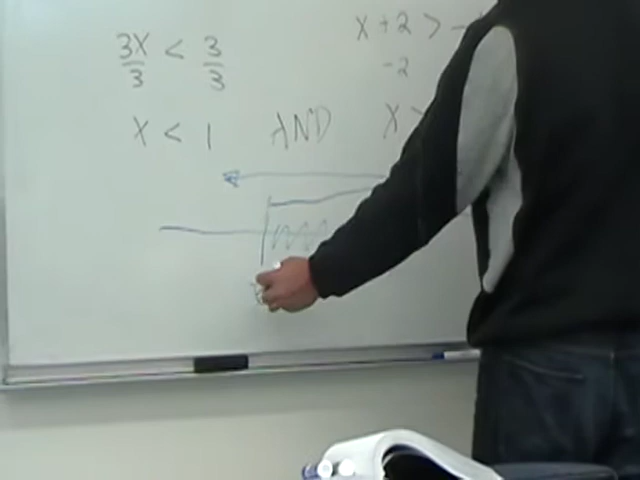 3X/3 < 3/3
X + 2 > -
-2
X < 1 AND X >